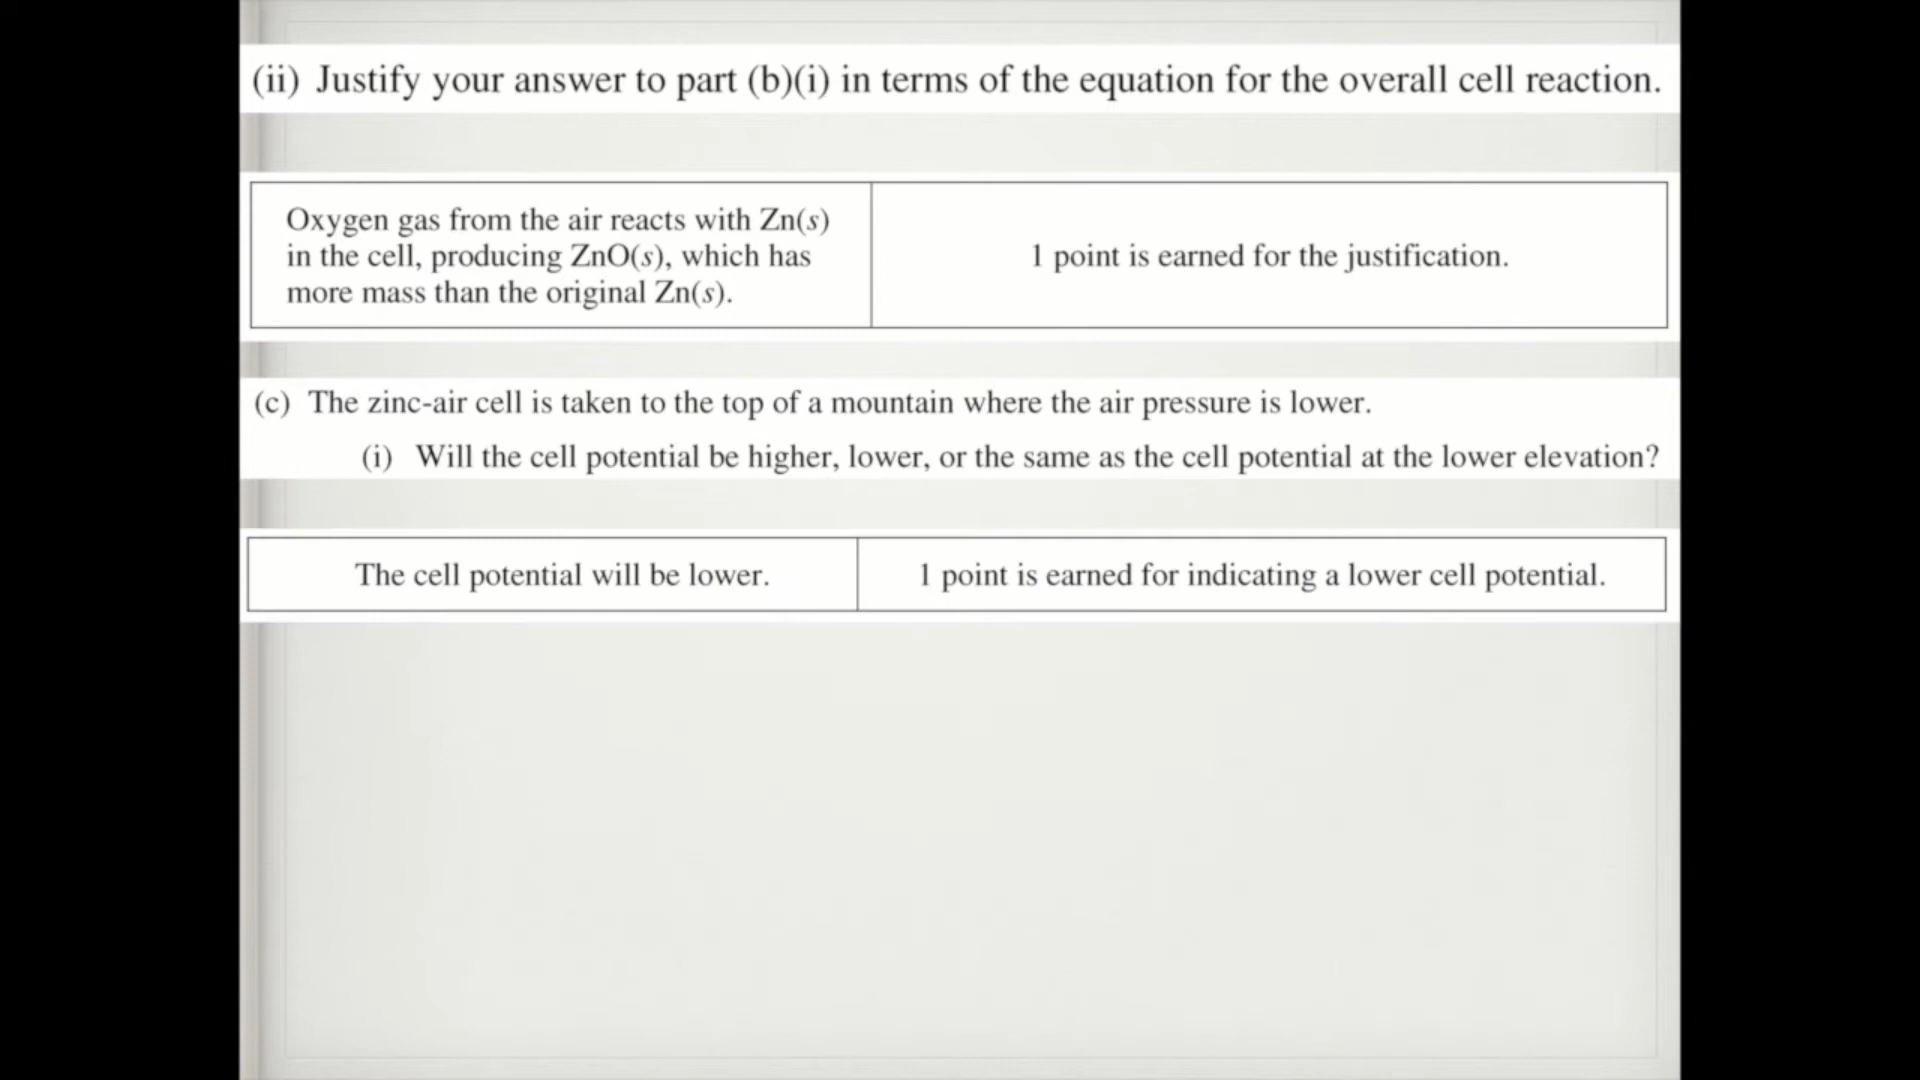 (ii) Justify your answer to part (b)(i) in terms of the equation for the overall cell reaction.
Oxygen gas from the air reacts with Zn(s)
in the cell, producing ZnO(s), which has
more mass than the original Zn(s).
1 point is earned for the justification.
(c) The zinc-air cell is taken to the top of a mountain where the air pressure is lower.
(i) Will the cell potential be higher, lower, or the same as the cell potential at the lower elevation?
The cell potential will be lower.
1 point is earned for indicating a lower cell potential.